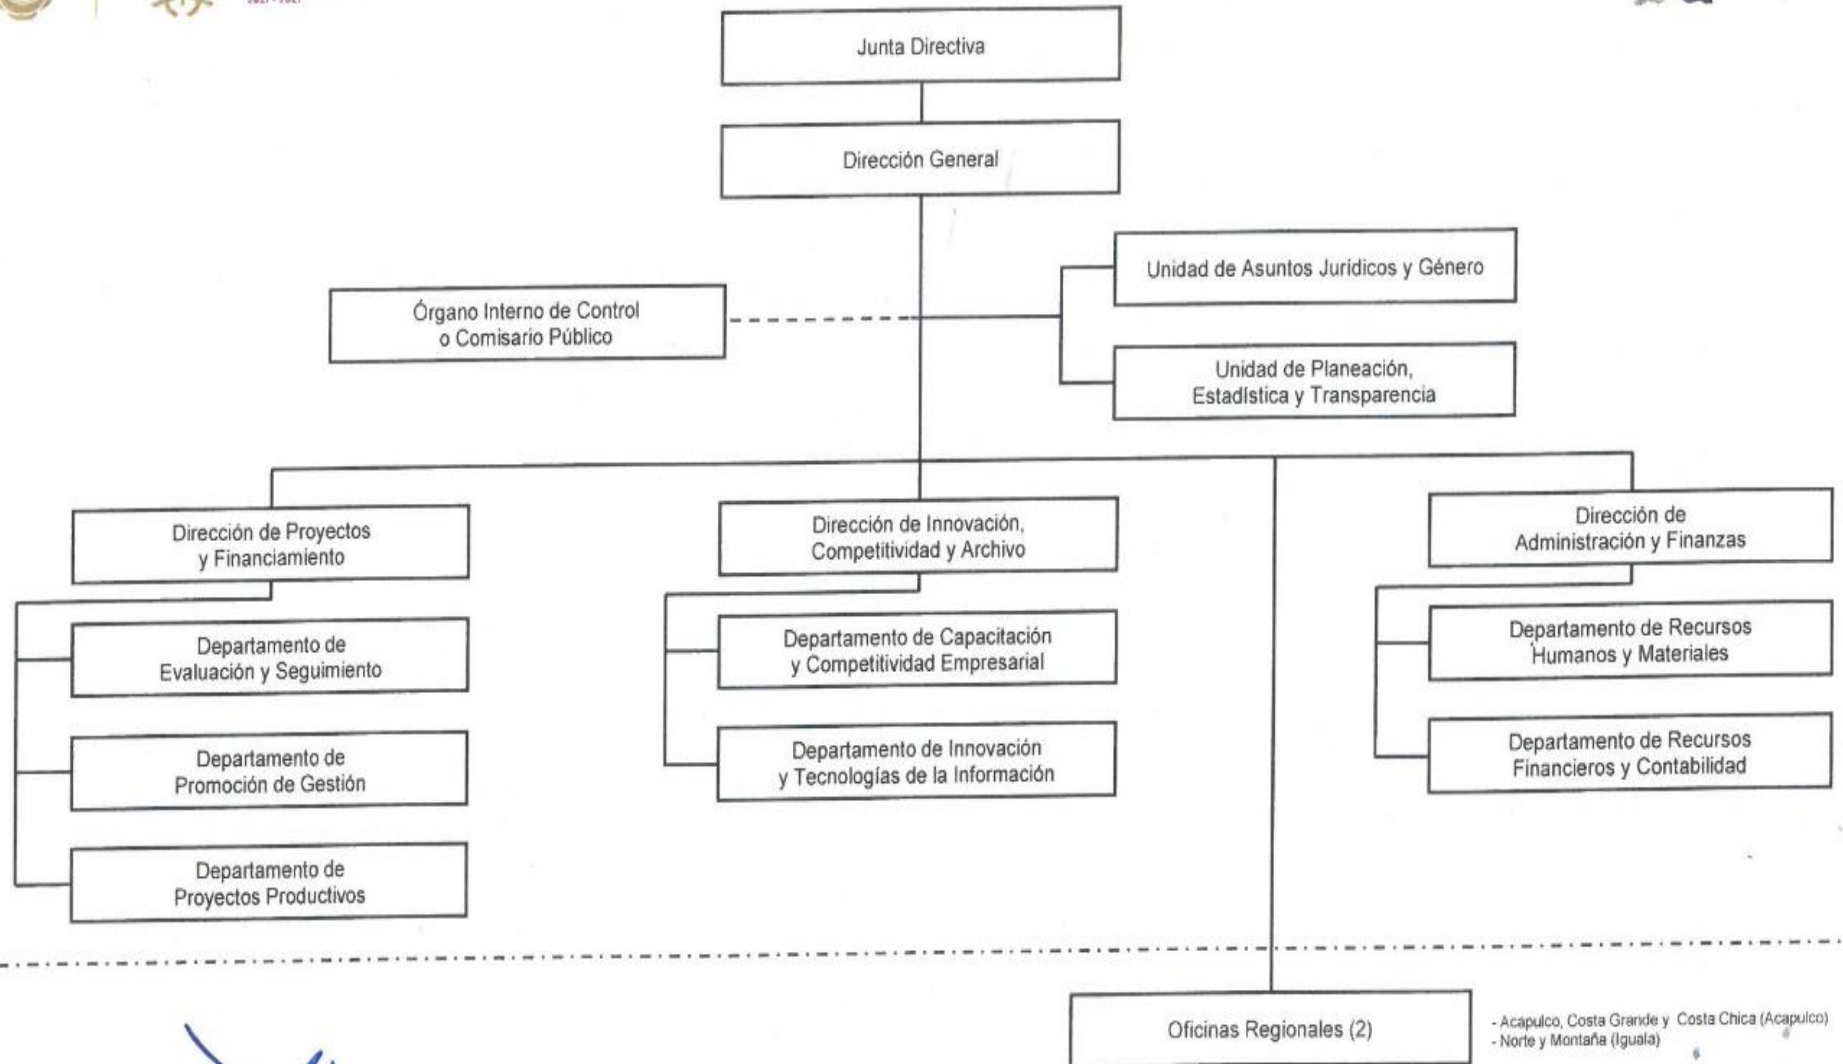 Junta Directiva
Dirección General
Unidad de Asuntos Jurídicos y Género
Órgano Interno de Control
o Comisario Público
Unidad de Planeación,
Estadística y Transparencia
Dirección de Proyectos
y Financiamiento
Departamento de
Evaluación y Seguimiento
Departamento de
Promoción de Gestión
Departamento de
Proyectos Productivos
Dirección de Innovación,
Competitividad y Archivo
Departamento de Capacitación
y Competitividad Empresarial
Departamento de Innovación
y Tecnologías de la Información
Dirección de
Administración y Finanzas
Departamento de Recursos
Humanos y Materiales
Departamento de Recursos
Financieros y Contabilidad
Oficinas Regionales (2)
- Acapulco, Costa Grande y Costa Chica (Acapulco)
- Norte y Montaña (Iguala)